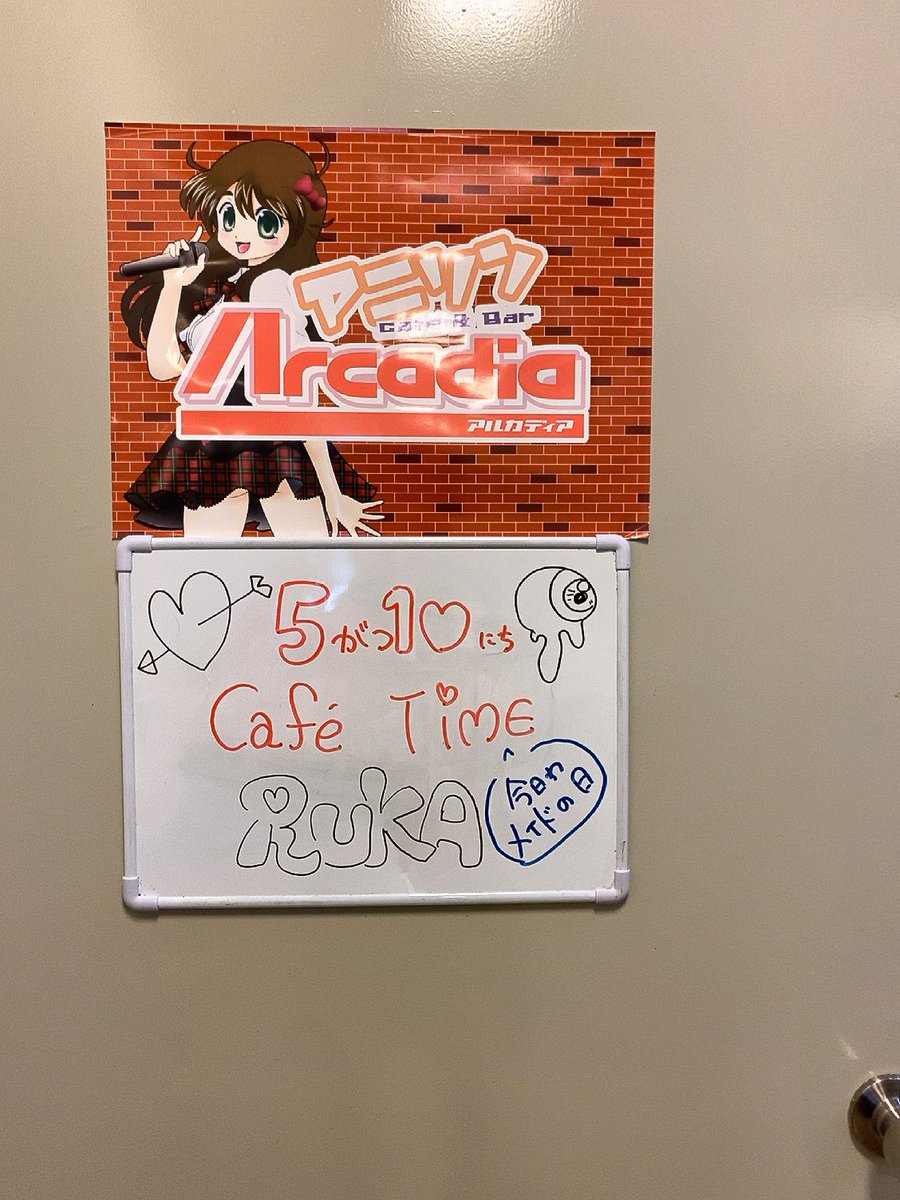 アニソン
cafe & Bar
Arcadia
アルカディア
5がつ10にち
Café TiME
RUKA
今日わ
メイドの日